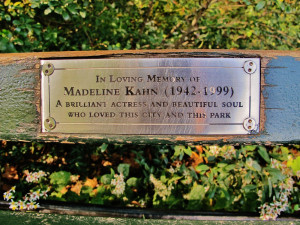 In Loving Memory of
Madeline Kahn (1942-1999)
A brilliant actress and beautiful soul
who loved this city and this park